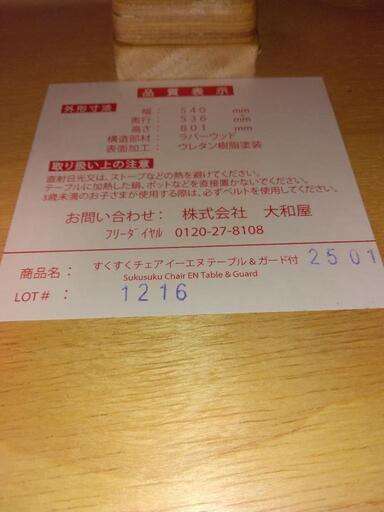 品質表示
外形寸法 幅: 540 mm
奥行: 536 mm
高さ: 801 mm
構造部材: ラバーウッド
表面加工: ウレタン樹脂塗装
取り扱い上の注意
直射日光又は、ストーブなどの熱を避けてください。
テーブルに加熱した鍋、ポットなどを直接置かないでください。
3歳未満のお子さまが使用する際は、必ずベルトを使用してください。
お問い合わせ: 株式会社 大和屋
フリーダイヤル 0120-27-8108
商品名: すくすくチェア イーエヌ テーブル&ガード付 2501
Sukusuku Chair EN Table & Guard
LOT#: 1216